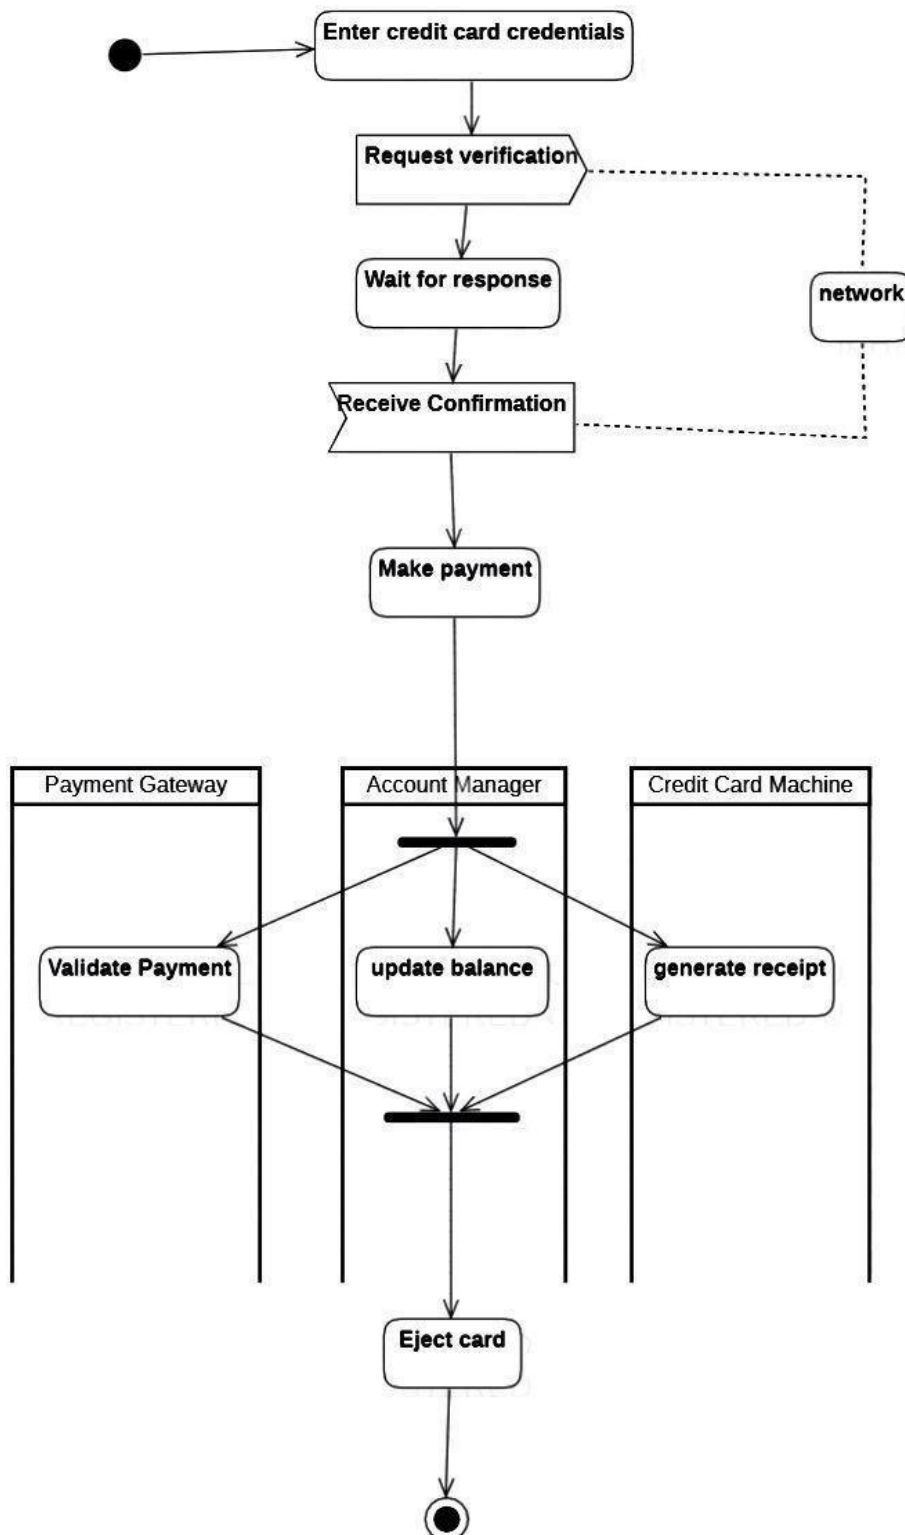 Enter credit card credentials
Request verification
Wait for response
network
Receive Confirmation
Make payment
Payment Gateway
Account Manager
Credit Card Machine
Validate Payment
update balance
generate receipt
Eject card